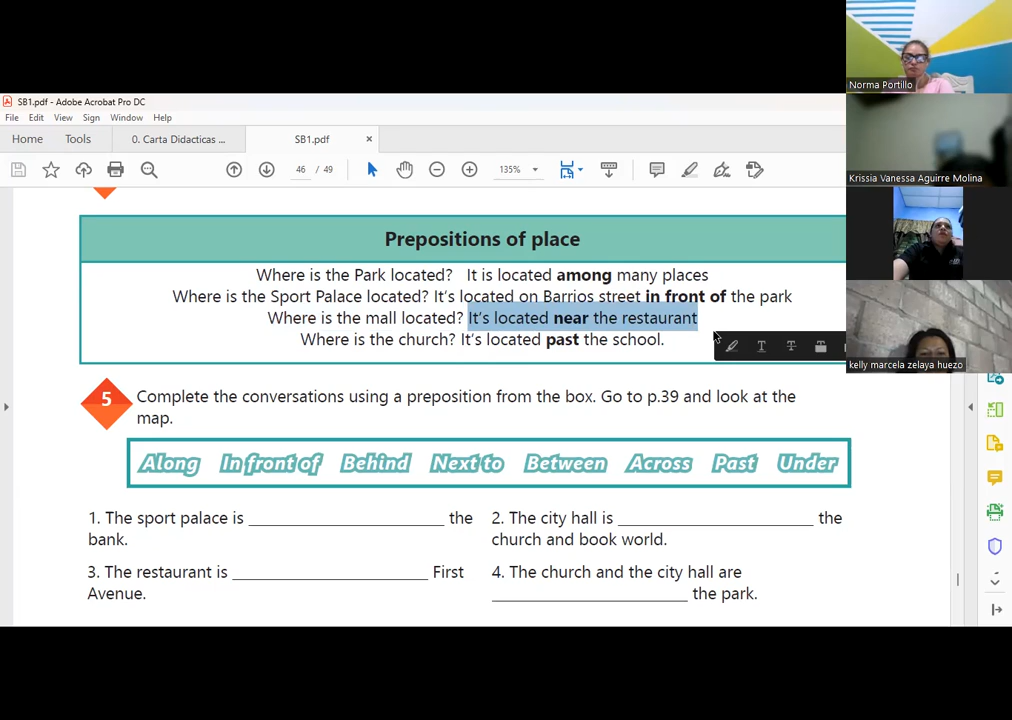 SB1.pdf - Adobe Acrobat Pro DC
File Edit View Sign Window Help
Home Tools 0. Carta Didacticas ... SB1.pdf ×
46 / 49 135%
Prepositions of place
Where is the Park located? It is located among many places
Where is the Sport Palace located? It's located on Barrios street in front of the park
Where is the mall located? It's located near the restaurant
Where is the church? It's located past the school.
5 Complete the conversations using a preposition from the box. Go to p.39 and look at the
map.
Along In front of Behind Next to Between Across Past Under
1. The sport palace is ____________________ the
bank.
2. The city hall is ____________________ the
church and book world.
3. The restaurant is ____________________ First
Avenue.
4. The church and the city hall are
____________________ the park.
Norma Portillo
Krissia Vanessa Aguirre Molina
kelly marcela zelaya huezo